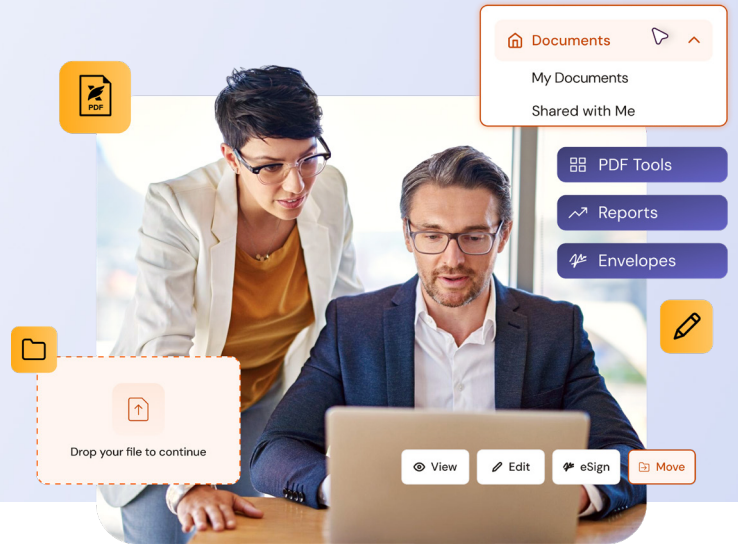 Documents
My Documents
Shared with Me
PDF
PDF Tools
Reports
Envelopes
Drop your file to continue
View
Edit
eSign
Move